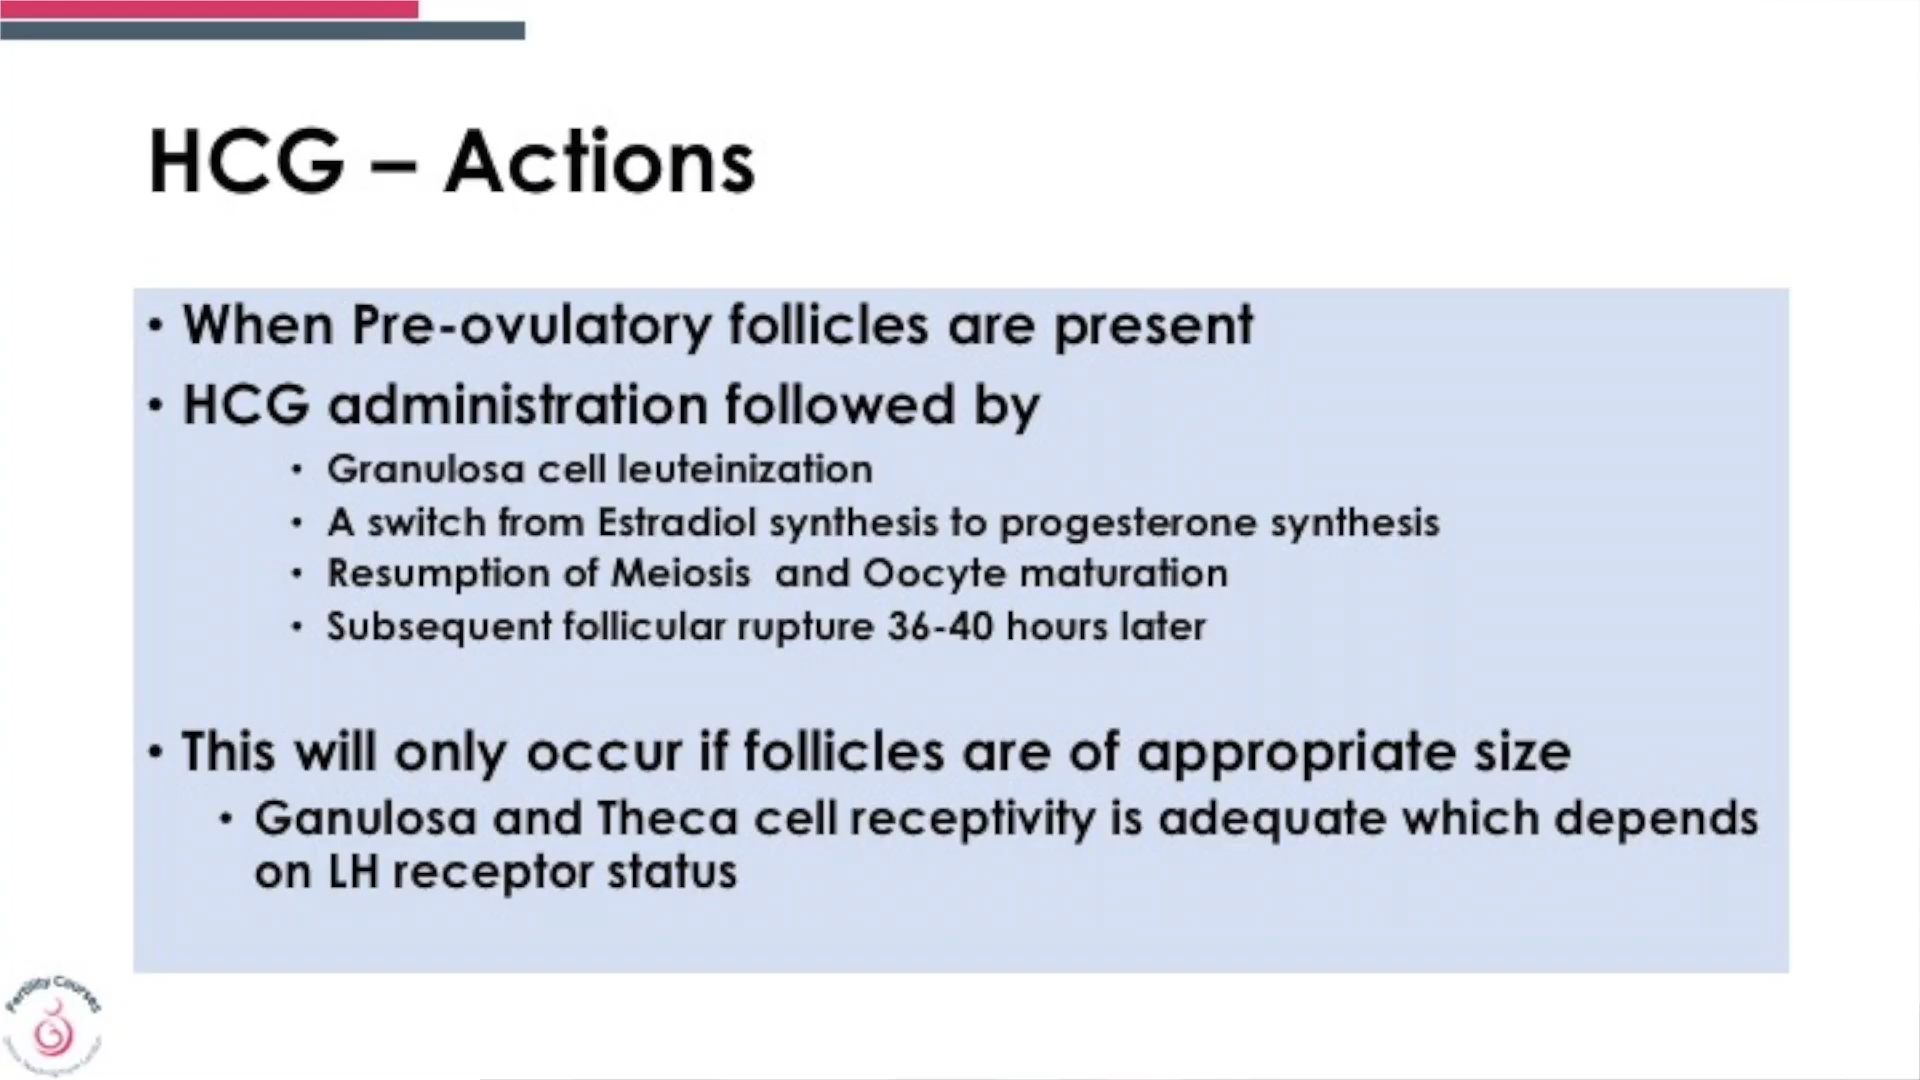 HCG – Actions
• When Pre-ovulatory follicles are present
• HCG administration followed by
• Granulosa cell leuteinization
• A switch from Estradiol synthesis to progesterone synthesis
• Resumption of Meiosis and Oocyte maturation
• Subsequent follicular rupture 36-40 hours later
• This will only occur if follicles are of appropriate size
• Ganulosa and Theca cell receptivity is adequate which depends
on LH receptor status
Fertility Courses